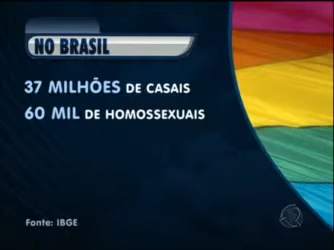 NO BRASIL
37 MILHÕES DE CASAIS
60 MIL DE HOMOSSEXUAIS
Fonte: IBGE